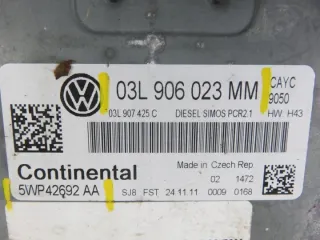 03L 906 023 MM CAYC
9050
03L 907 425 C DIESEL SIMOS PCR2.1 HW H43
Made in Czech Rep
Continental 02 1472
5WP42692 AA SJ8 FST 24.11.11 0009 0168